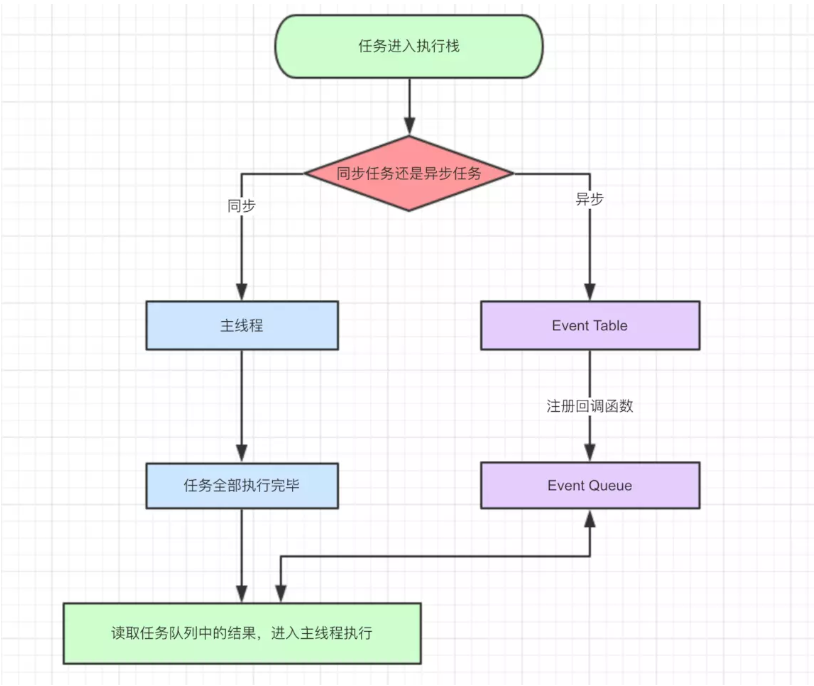 任务进入执行栈
同步任务还是异步任务
同步
异步
主线程
Event Table
注册回调函数
任务全部执行完毕
Event Queue
读取任务队列中的结果，进入主线程执行